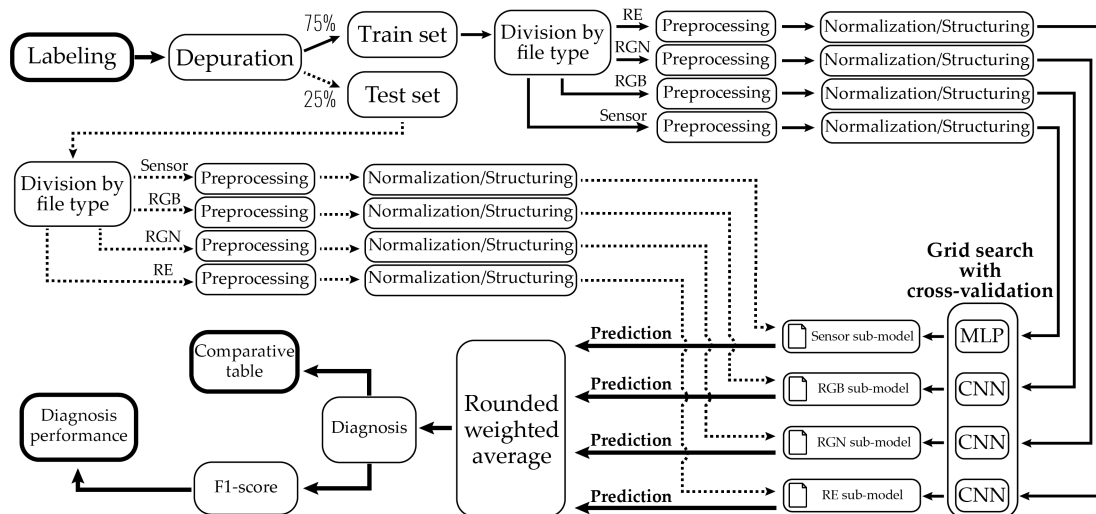 Labeling
Depuration
75%
25%
Train set
Test set
Division by
file type
RE
RGN
RGB
Sensor
Preprocessing
Normalization/Structuring
Preprocessing
Normalization/Structuring
Preprocessing
Normalization/Structuring
Preprocessing
Normalization/Structuring
Division by
file type
Sensor
RGB
RGN
RE
Preprocessing
Normalization/Structuring
Preprocessing
Normalization/Structuring
Preprocessing
Normalization/Structuring
Preprocessing
Normalization/Structuring
Grid search
with
cross-validation
MLP
CNN
CNN
CNN
Sensor sub-model
RGB sub-model
RGN sub-model
RE sub-model
Prediction
Prediction
Prediction
Prediction
Rounded
weighted
average
Diagnosis
Comparative
table
F1-score
Diagnosis
performance